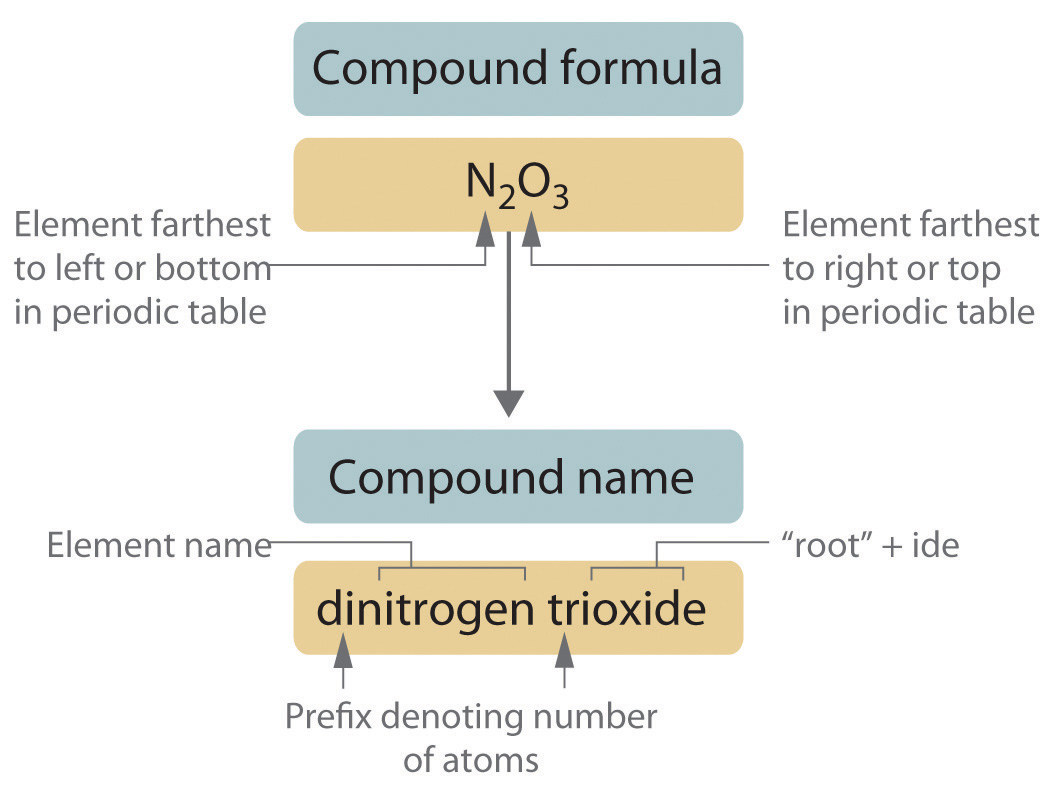 Compound formula
N₂O₃
Element farthest
to left or bottom
in periodic table
Element farthest
to right or top
in periodic table
Compound name
Element name
“root” + ide
dinitrogen trioxide
Prefix denoting number
of atoms